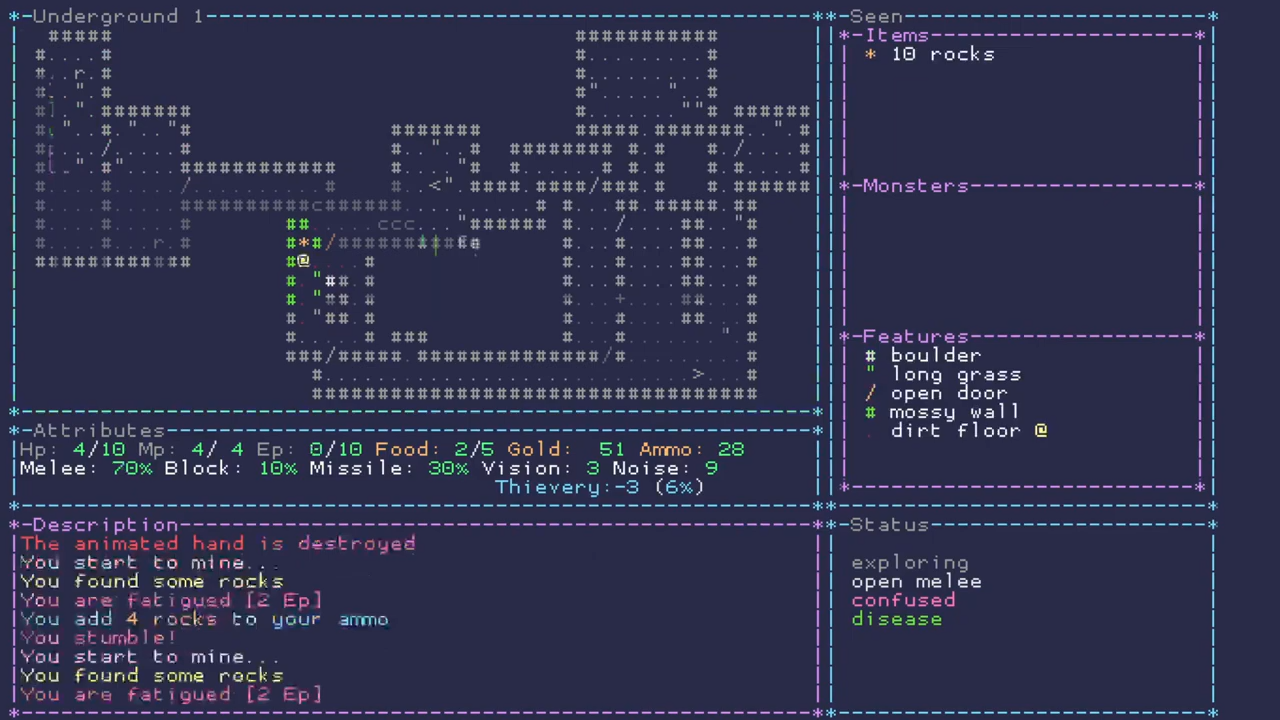 Underground 1
Seen
Items
* 10 rocks
Monsters
Features
# boulder
" long grass
/ open door
# mossy wall
. dirt floor @
Attributes
Hp: 4/10 Mp: 4/ 4 Ep: 0/10 Food: 2/5 Gold: 51 Ammo: 28
Melee: 70% Block: 10% Missile: 30% Vision: 3 Noise: 9
Thievery:-3 (6%)
Description
The animated hand is destroyed
You start to mine...
You found some rocks
You are fatigued [2 Ep]
You add 4 rocks to your ammo
You stumble!
You start to mine...
You found some rocks
You are fatigued [2 Ep]
Status
exploring
open melee
confused
disease